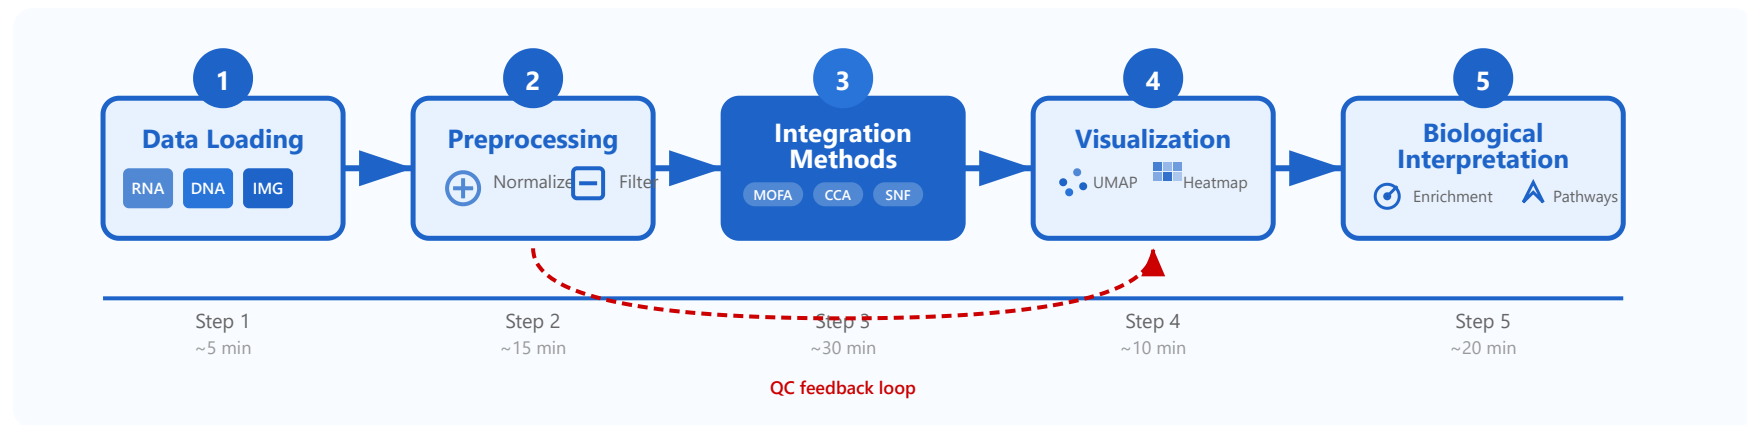 1
2
3
4
5
Data Loading
RNA DNA IMG
Preprocessing
Normalize Filter
Integration
Methods
MOFA CCA SNF
Visualization
UMAP Heatmap
Biological
Interpretation
Enrichment Pathways
Step 1
~5 min
Step 2
~15 min
Step 3
~30 min
Step 4
~10 min
Step 5
~20 min
QC feedback loop